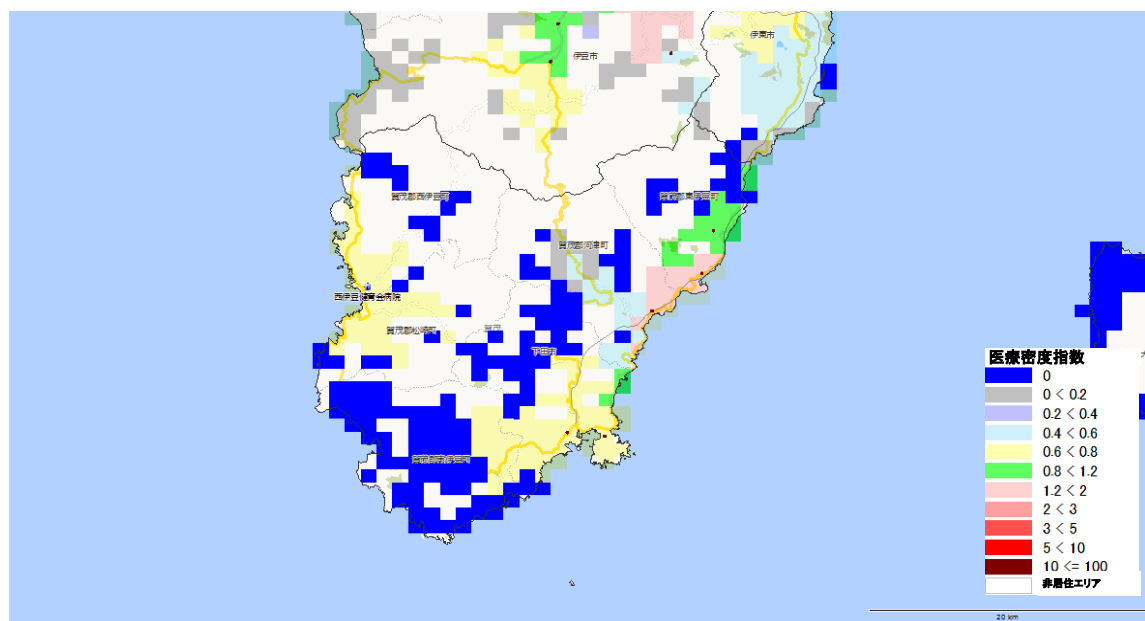 伊東市
伊豆市
賀茂郡西伊豆町
賀茂郡東伊豆町
賀茂郡河津町
西伊豆健育会病院
賀茂郡松崎町
賀茂
下田市
賀茂郡南伊豆町
医療密度指数
0
0 < 0.2
0.2 < 0.4
0.4 < 0.6
0.6 < 0.8
0.8 < 1.2
1.2 < 2
2 < 3
3 < 5
5 < 10
10 <= 100
非居住エリア
20 km